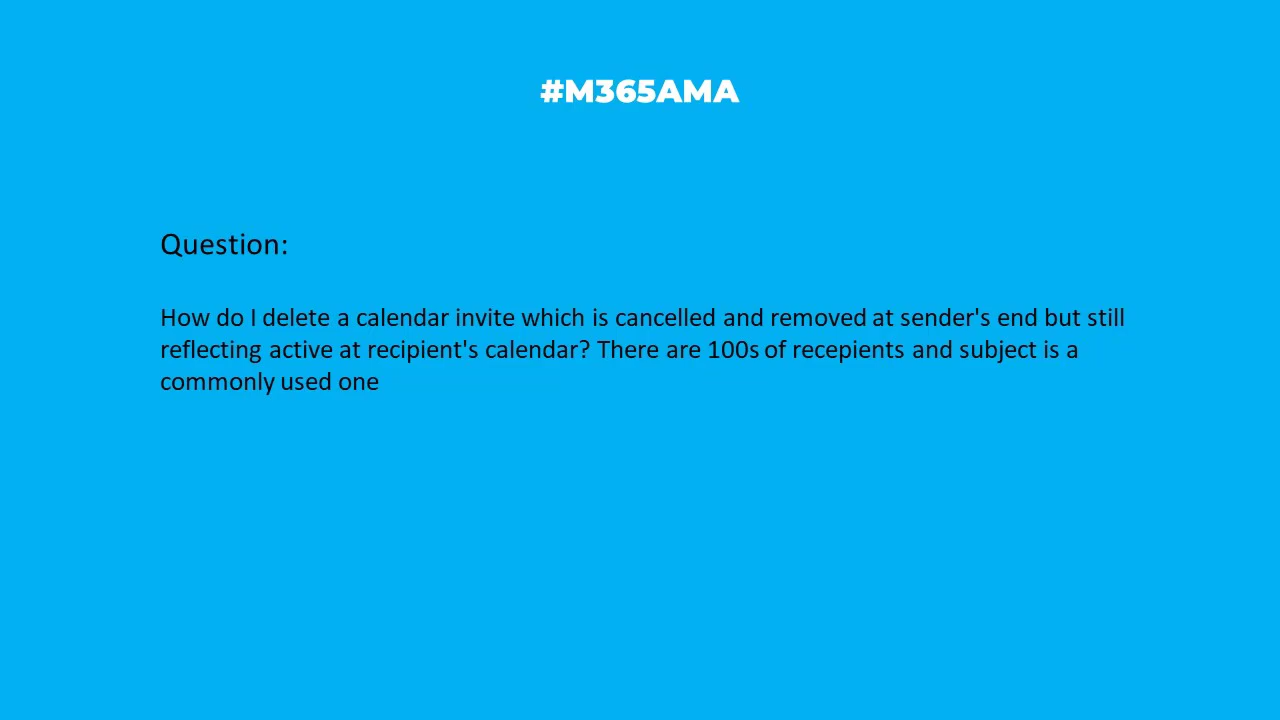 #M365AMA
Question:
How do I delete a calendar invite which is cancelled and removed at sender's end but still
reflecting active at recipient's calendar? There are 100s of recepients and subject is a
commonly used one